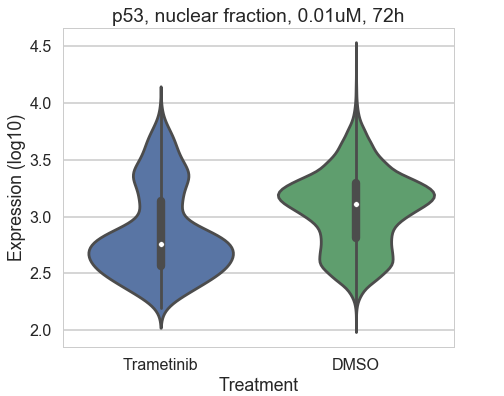 p53, nuclear fraction, 0.01uM, 72h
4.5
4.0
3.5
3.0
2.5
2.0
Expression (log10)
Trametinib DMSO
Treatment